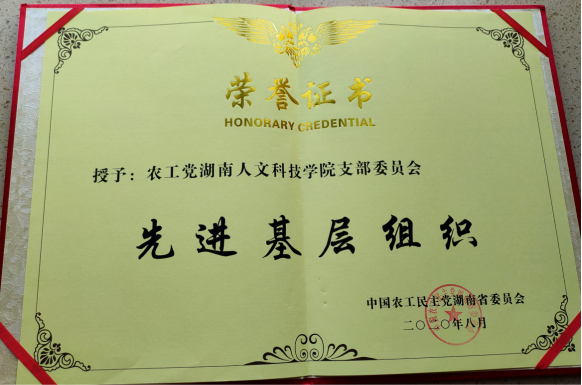 荣誉证书
HONORARY CREDENTIAL
授予：农工党湖南人文科技学院支部委员会
先进基层组织
中国农工民主党湖南省委员会
二〇二〇年八月